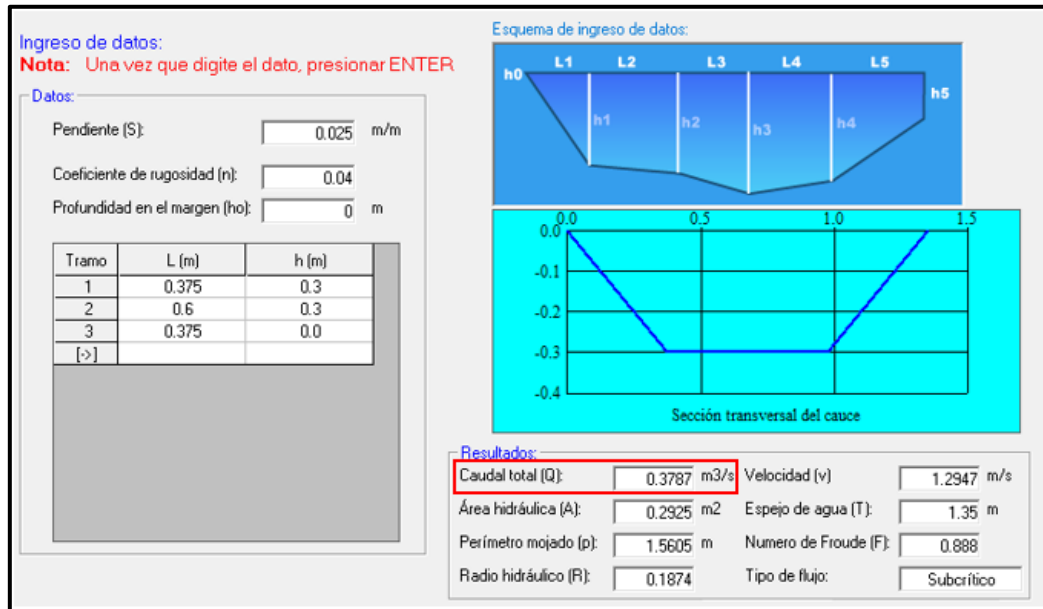 Ingreso de datos:
Nota: Una vez que digite el dato, presionar ENTER
Datos:
Pendiente (S): 0.025 m/m
Coeficiente de rugosidad (n): 0.04
Profundidad en el margen (ho): 0 m
Tramo L (m) h (m)
1 0.375 0.3
2 0.6 0.3
3 0.375 0.0
[->]
Esquema de ingreso de datos:
L1 L2 L3 L4 L5
h0 h1 h2 h3 h4 h5
0.0 0.5 1.0 1.5
0.0
-0.1
-0.2
-0.3
-0.4
Sección transversal del cauce
Resultados:
Caudal total (Q): 0.3787 m3/s Velocidad (v) 1.2947 m/s
Área hidráulica (A): 0.2925 m2 Espejo de agua (T): 1.35 m
Perímetro mojado (p): 1.5605 m Numero de Froude (F): 0.888
Radio hidráulico (R): 0.1874 Tipo de flujo: Subcrítico